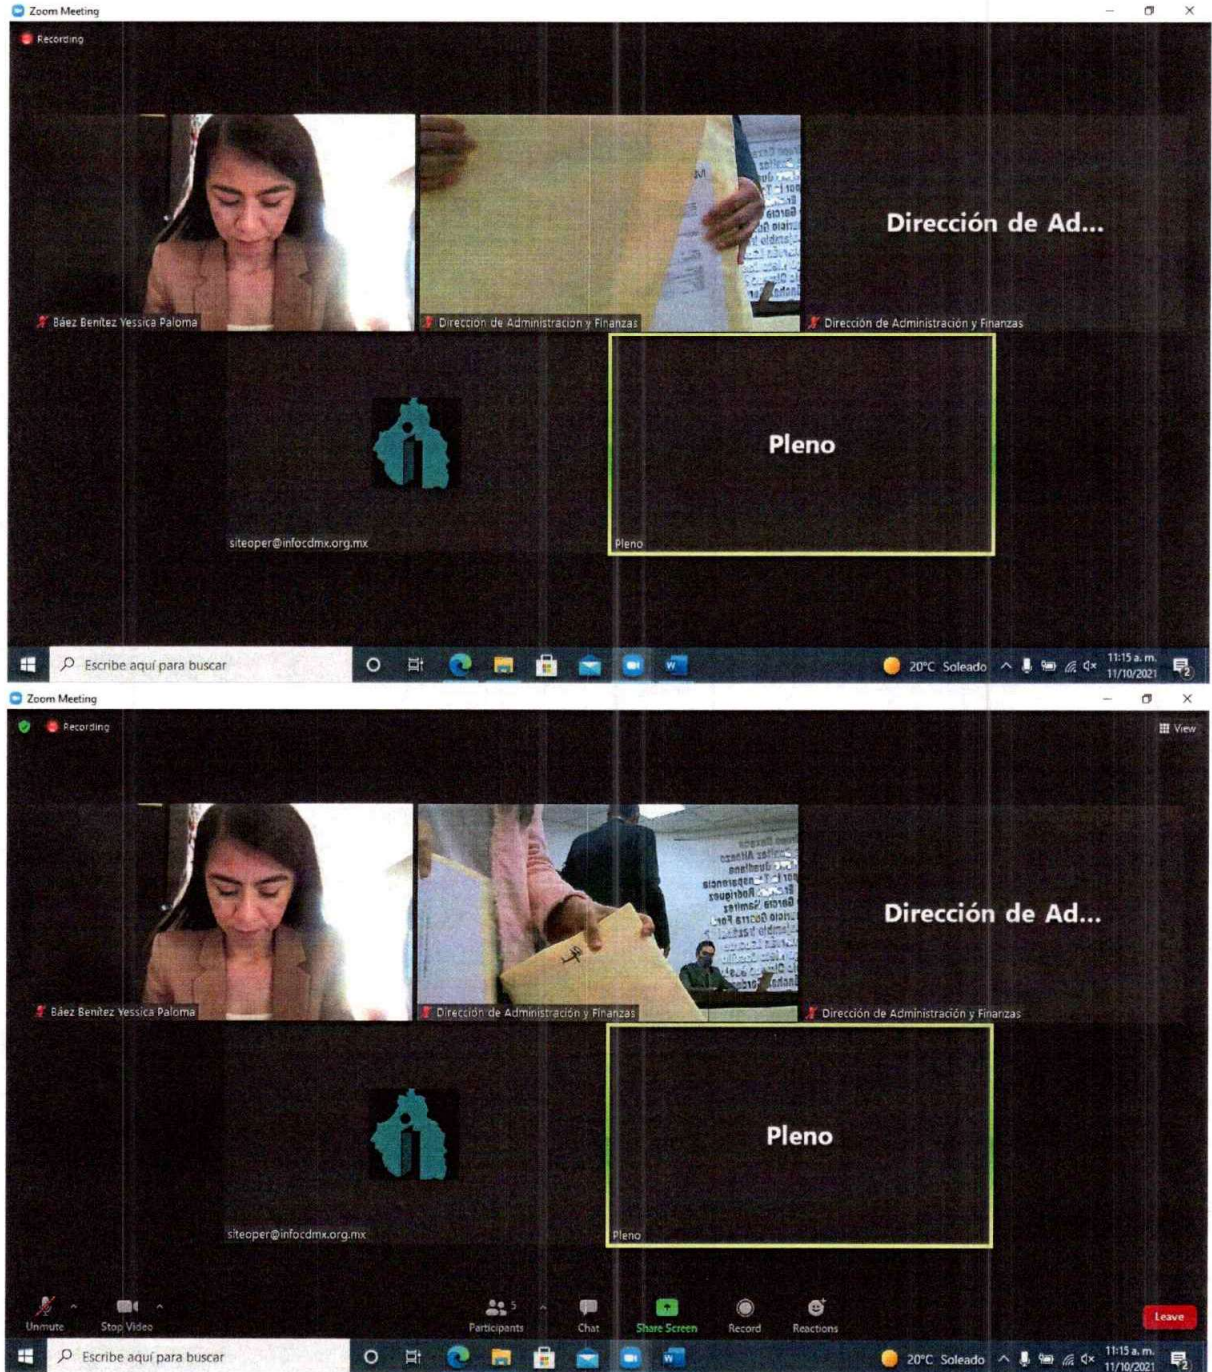 Zoom Meeting
Recording
Dirección de Ad...
Báez Benítez Yessica Paloma
Dirección de Administración y Finanzas
Dirección de Administración y Finanzas
Pleno
siteoper@infocdmx.org.mx
Pleno
Escribe aquí para buscar
20°C Soleado
11:15 a. m.
11/10/2021
2
Zoom Meeting
Recording
View
Dirección de Ad...
Báez Benítez Yessica Paloma
Dirección de Administración y Finanzas
Dirección de Administración y Finanzas
Pleno
siteoper@infocdmx.org.mx
Pleno
Unmute
Stop Video
5
Participants
Chat
Share Screen
Record
Reactions
Leave
Escribe aquí para buscar
20°C Soleado
11:15 a. m.
11/10/2021